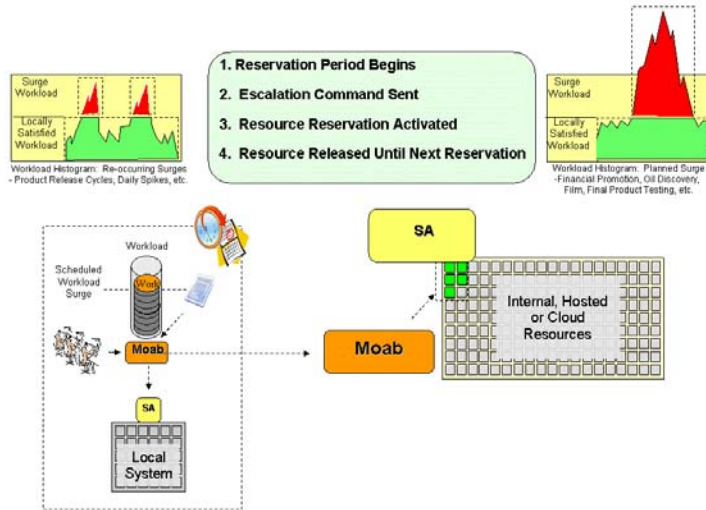 Surge
Workload
Locally
Satisfied
Workload
Workload Histogram: Re-occurring Surges
- Product Release Cycles, Daily Spikes, etc.
1. Reservation Period Begins
2. Escalation Command Sent
3. Resource Reservation Activated
4. Resource Released Until Next Reservation
Surge
Workload
Locally
Satisfied
Workload
Workload Histogram: Planned Surge
-Financial Promotion, Oil Discovery,
Film, Final Product Testing, etc.
Workload
Scheduled
Workload
Surge
Work
Moab
SA
Local
System
SA
Moab
Internal, Hosted
or Cloud
Resources